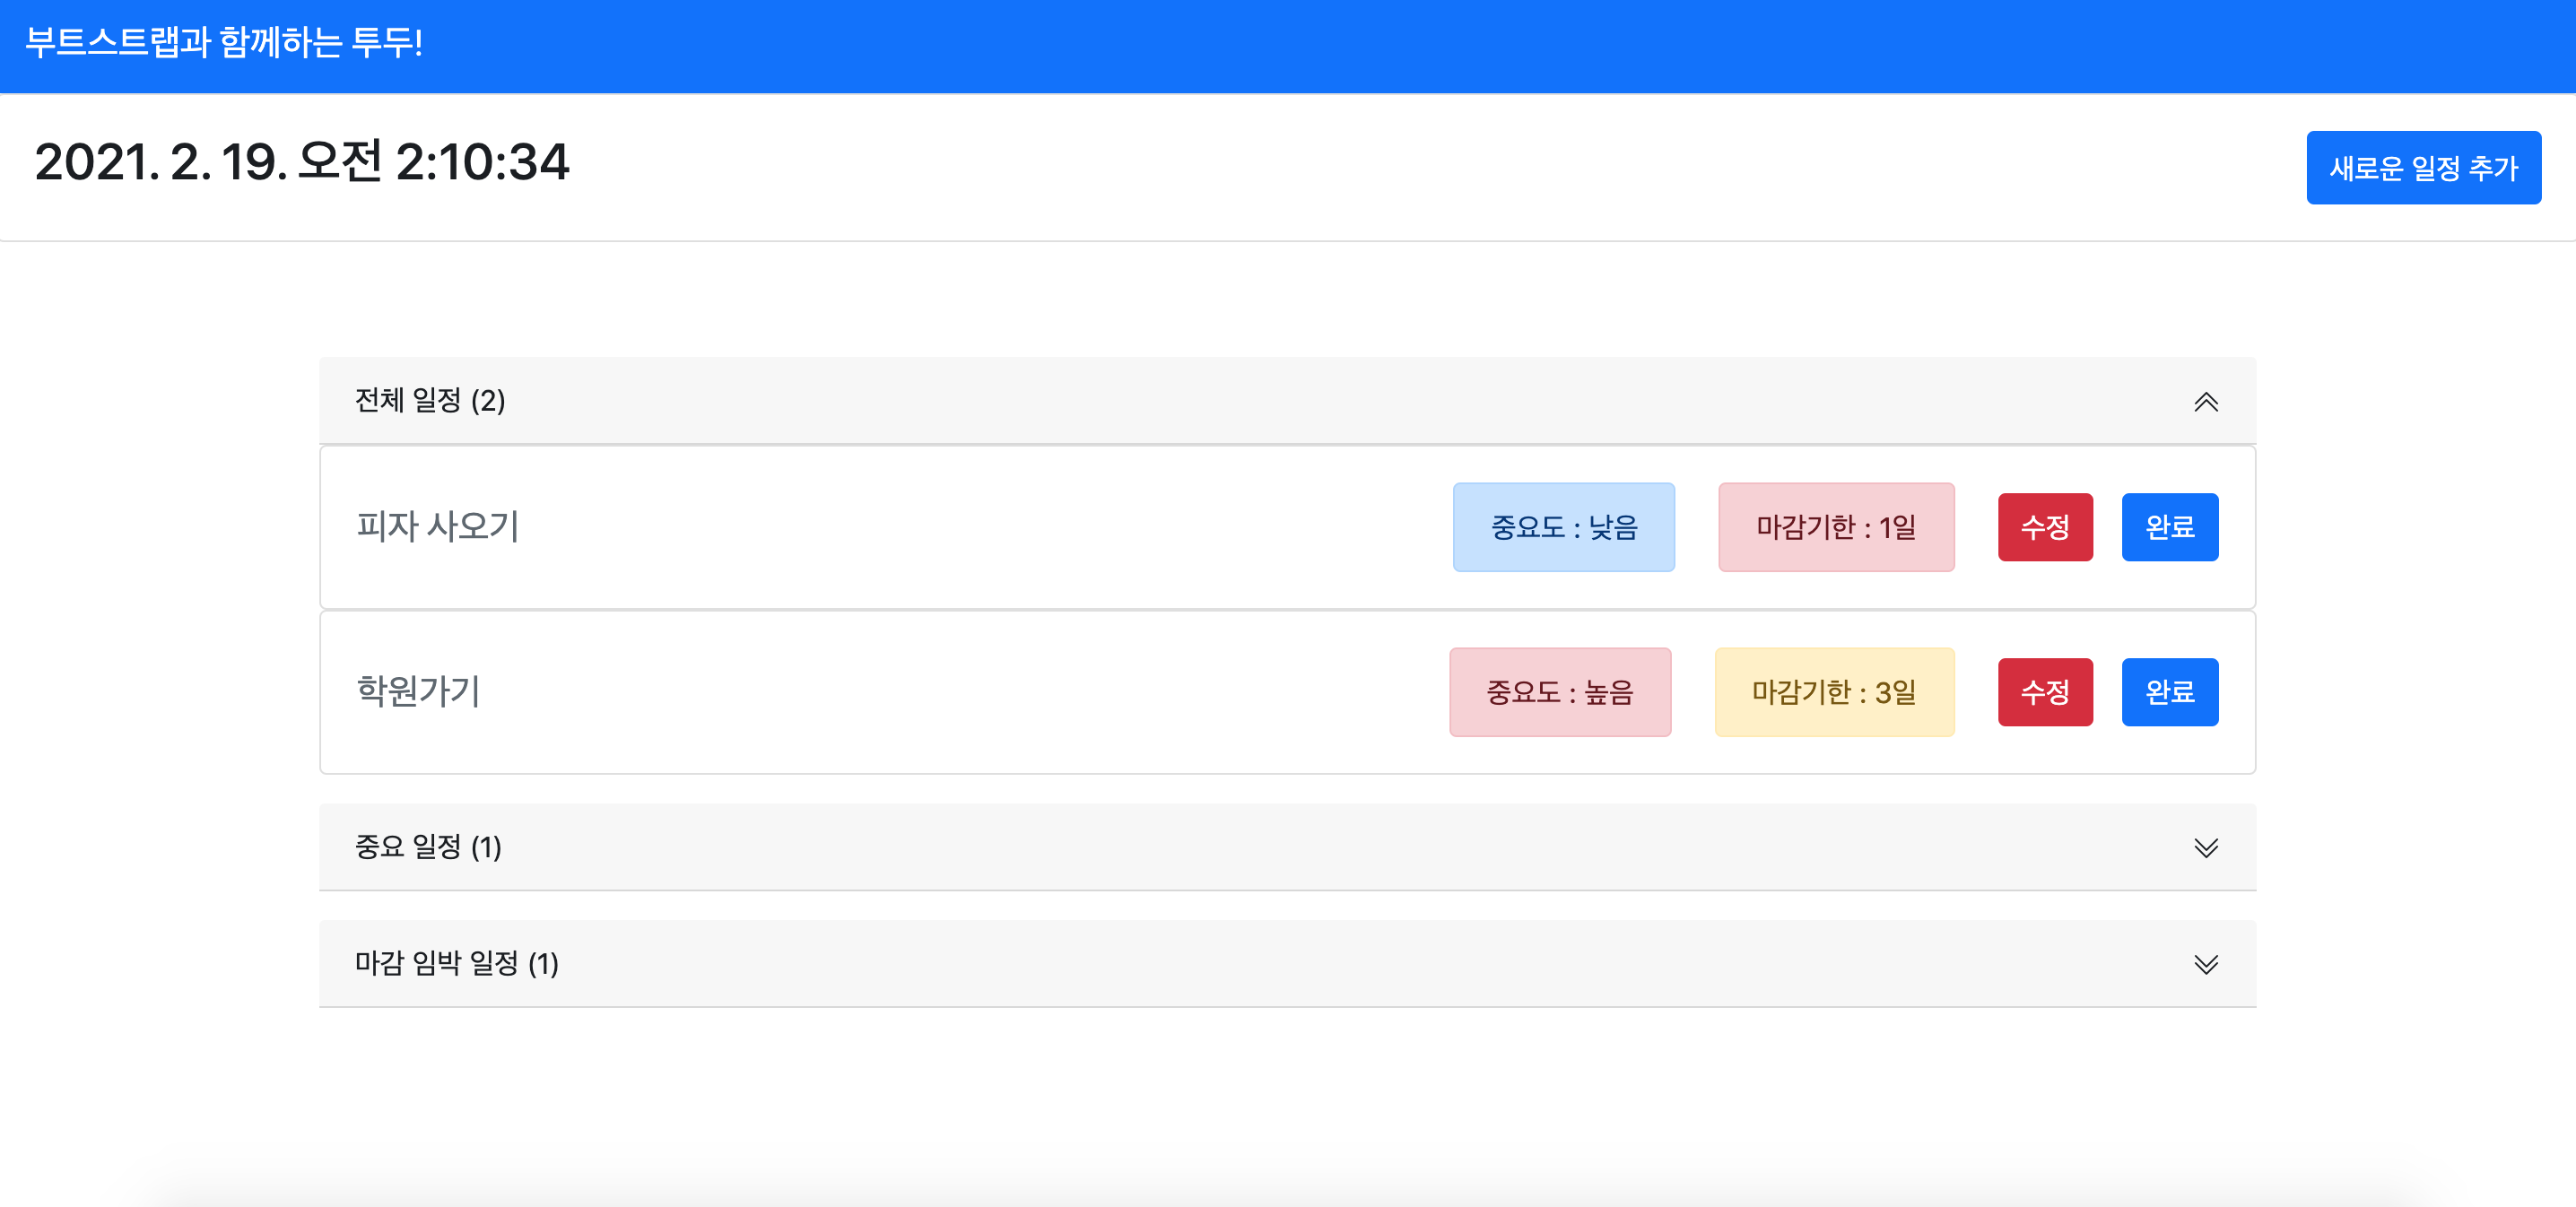 부트스트랩과 함께하는 투두!
2021. 2. 19. 오전 2:10:34
새로운 일정 추가
전체 일정 (2)
피자 사오기 중요도 : 낮음 마감기한 : 1일 수정 완료
학원가기 중요도 : 높음 마감기한 : 3일 수정 완료
중요 일정 (1)
마감 임박 일정 (1)